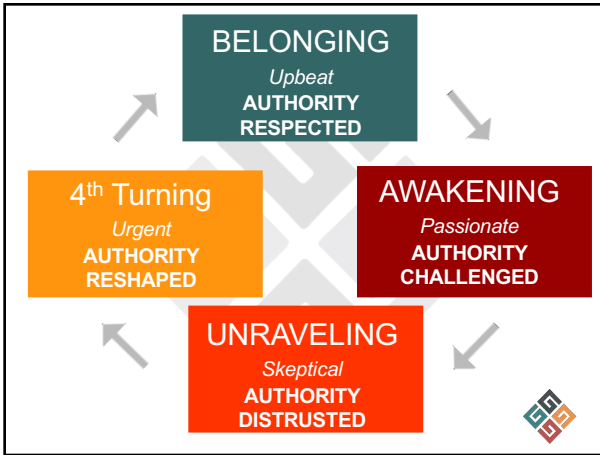 BELONGING
Upbeat
AUTHORITY
RESPECTED
4th Turning
Urgent
AUTHORITY
RESHAPED
AWAKENING
Passionate
AUTHORITY
CHALLENGED
UNRAVELING
Skeptical
AUTHORITY
DISTRUSTED